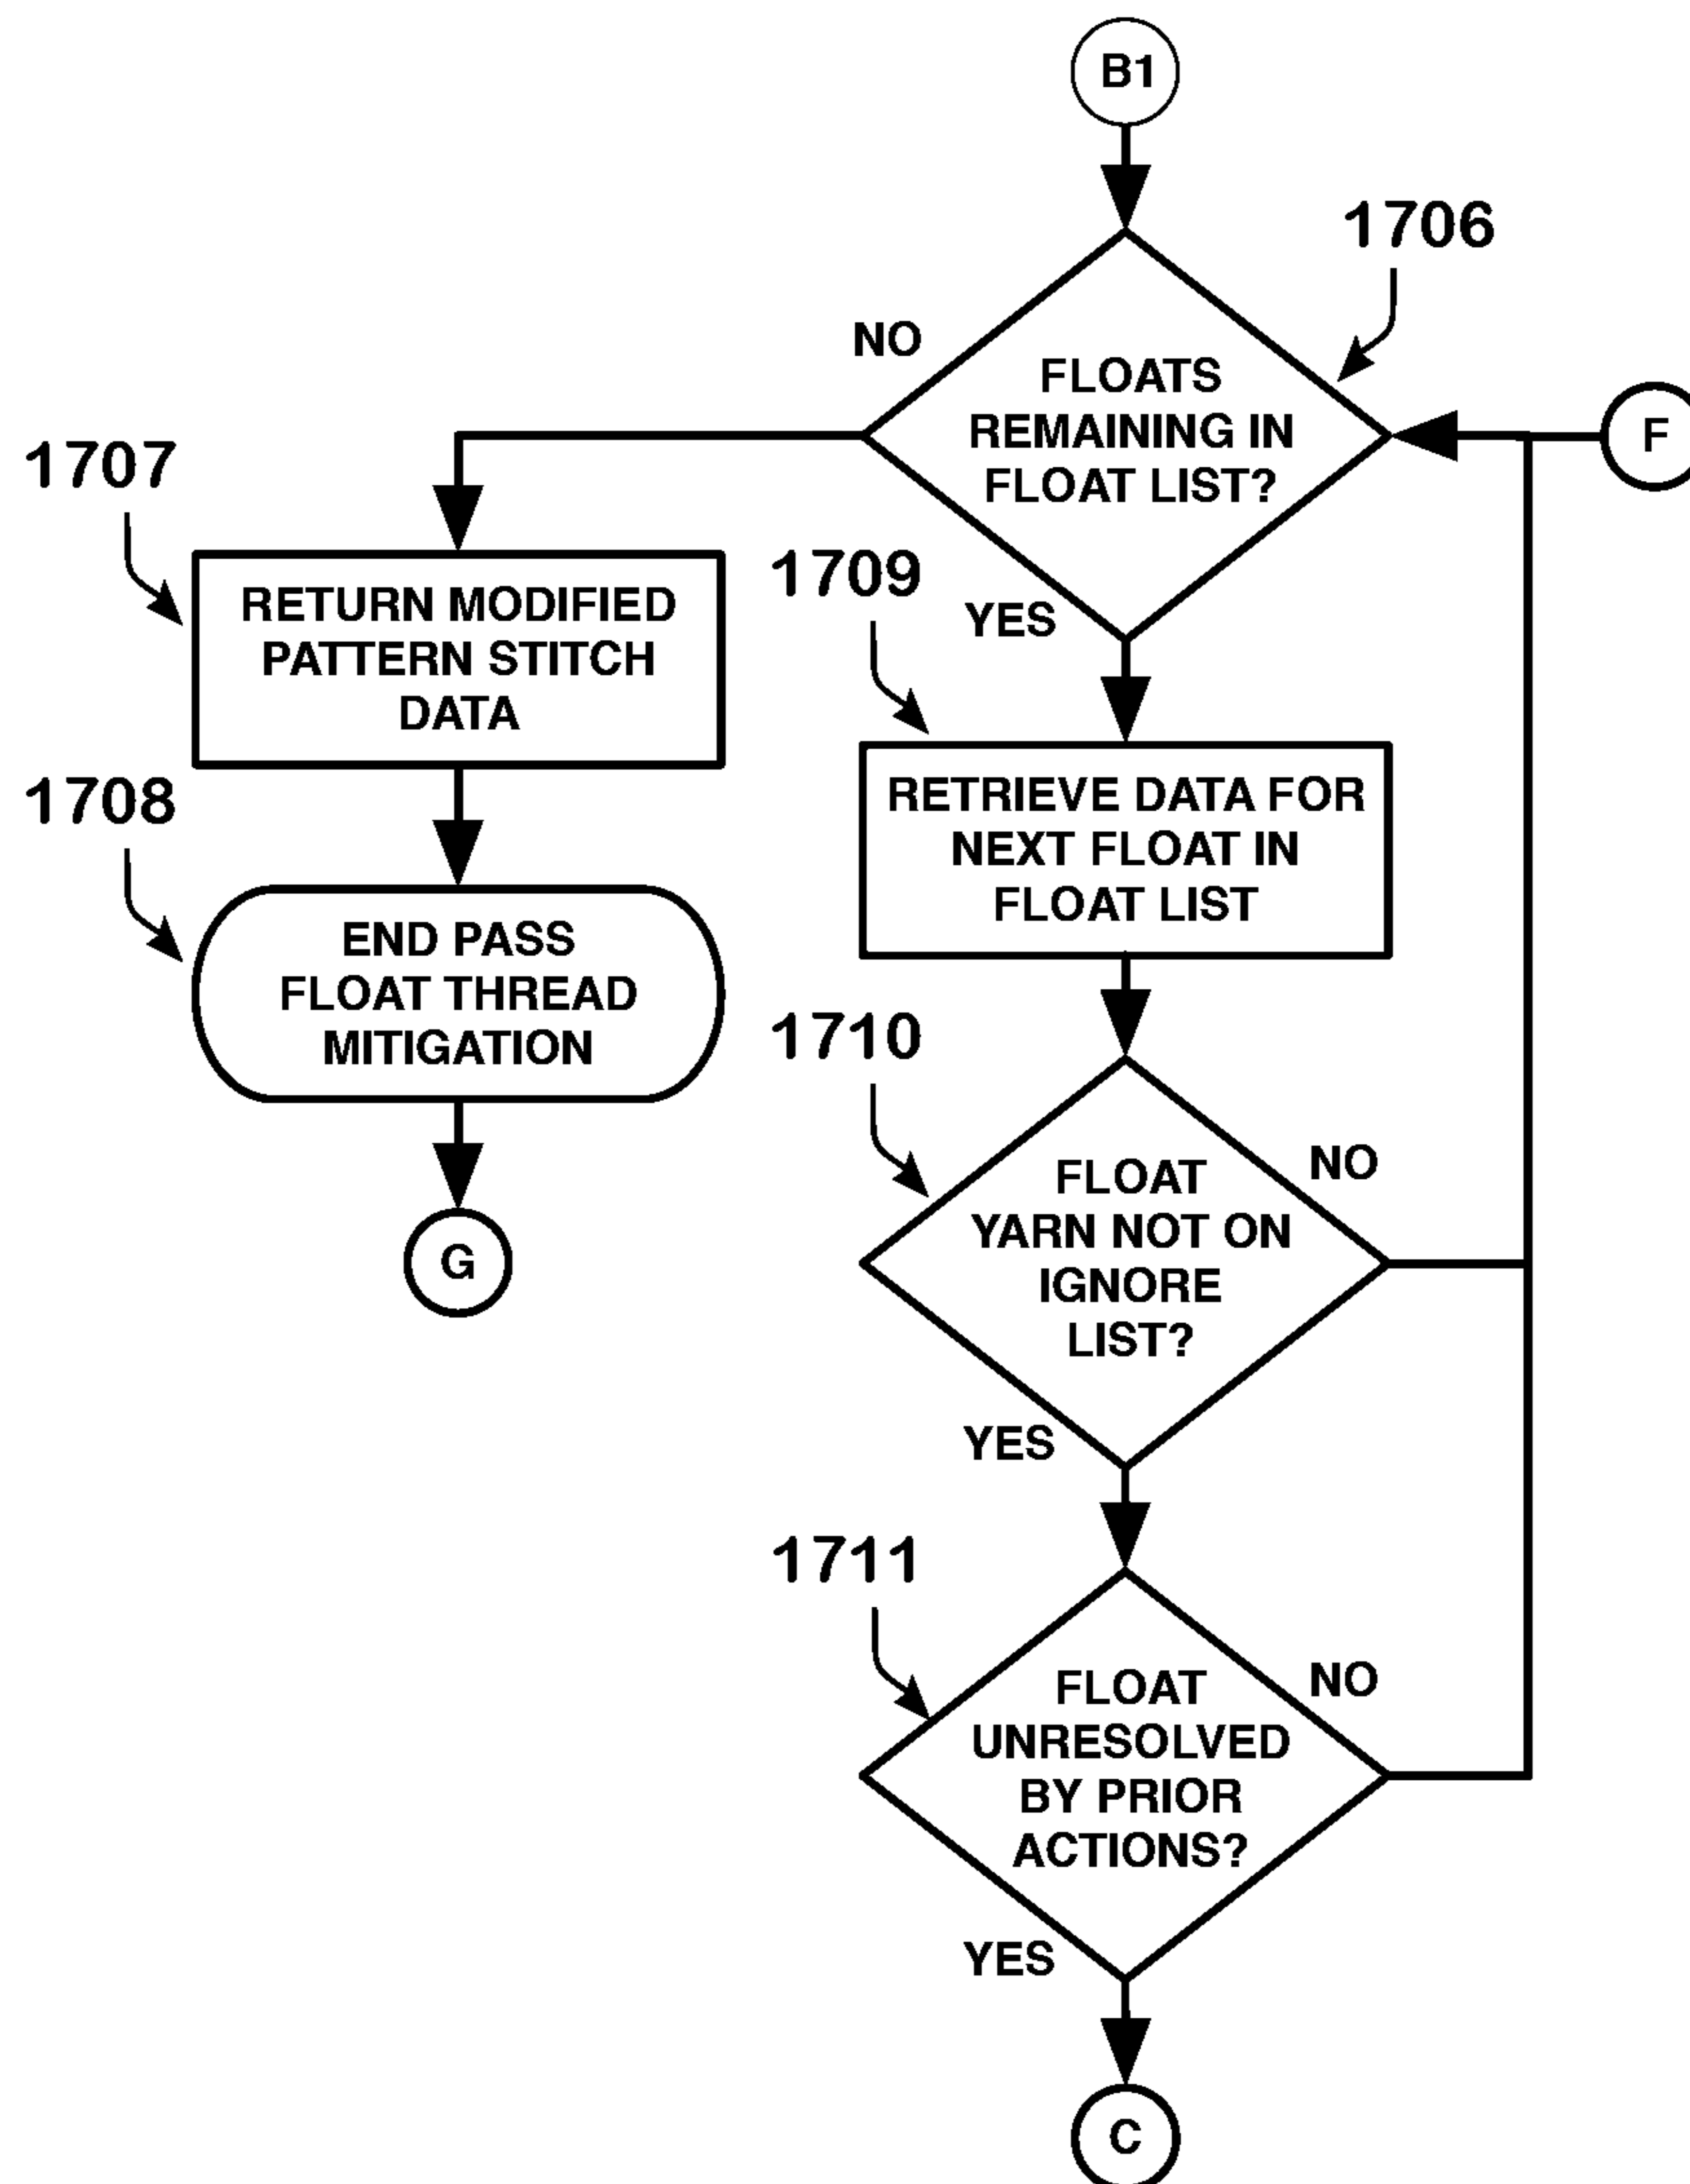 B1
1706
NO
FLOATS
REMAINING IN
FLOAT LIST?
F
1707
YES
1709
RETURN MODIFIED
PATTERN STITCH
DATA
RETRIEVE DATA FOR
NEXT FLOAT IN
FLOAT LIST
1708
END PASS
FLOAT THREAD
MITIGATION
G
1710
FLOAT
YARN NOT ON
IGNORE
LIST?
NO
YES
1711
FLOAT
UNRESOLVED
BY PRIOR
ACTIONS?
NO
YES
C